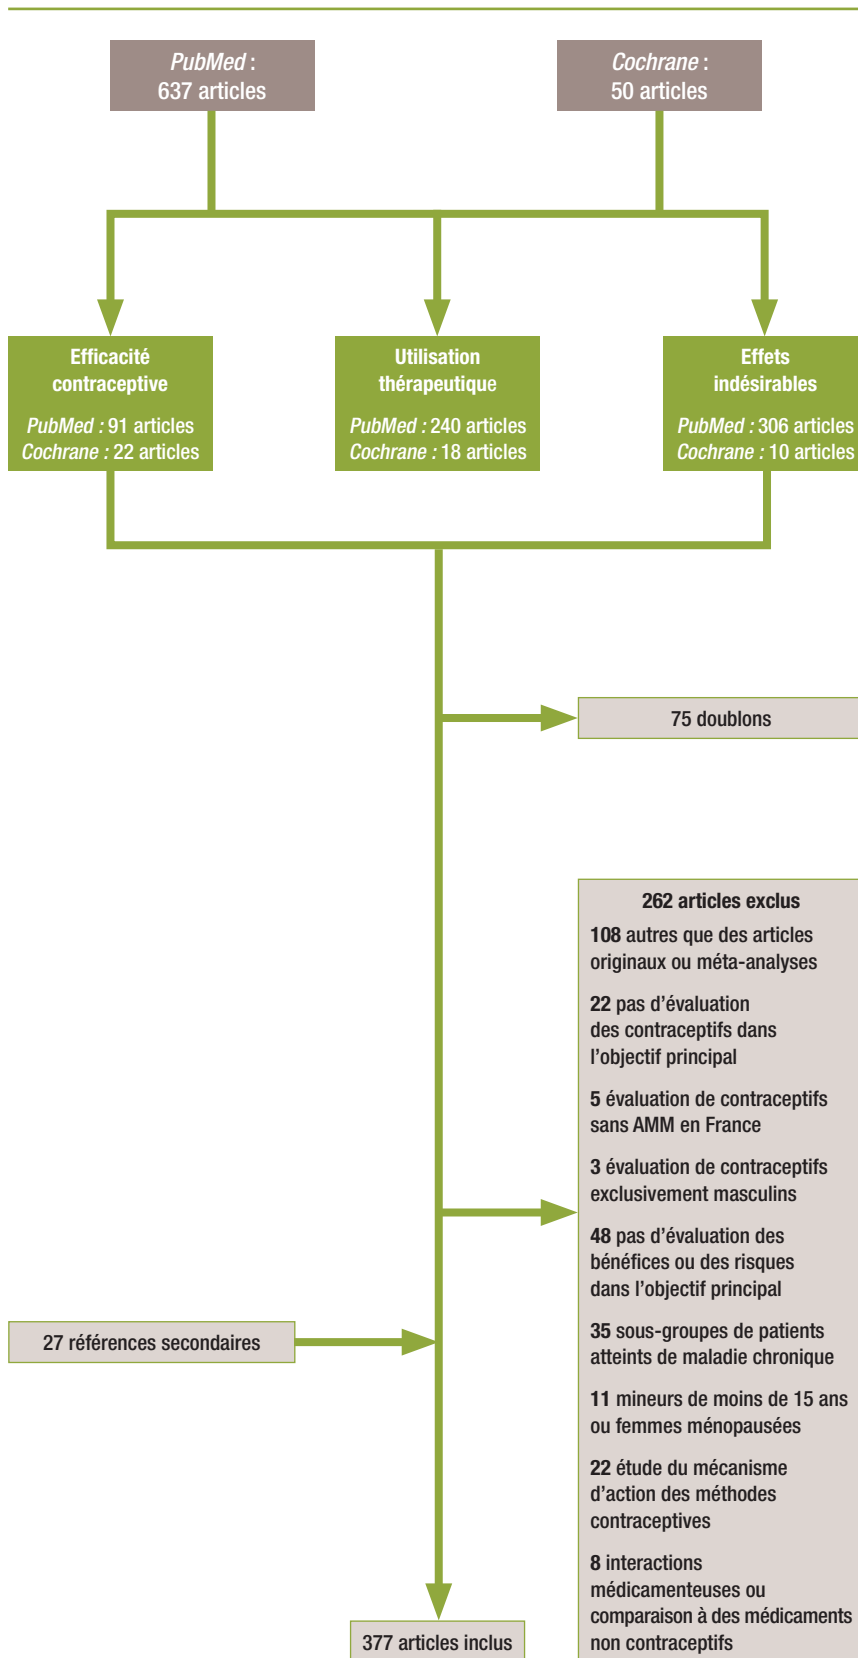 PubMed :
637 articles
Cochrane :
50 articles
Efficacité
contraceptive
PubMed : 91 articles
Cochrane : 22 articles
Utilisation
thérapeutique
PubMed : 240 articles
Cochrane : 18 articles
Effets
indésirables
PubMed : 306 articles
Cochrane : 10 articles
75 doublons
262 articles exclus
108 autres que des articles
originaux ou méta-analyses
22 pas d’évaluation
des contraceptifs dans
l’objectif principal
5 évaluation de contraceptifs
sans AMM en France
3 évaluation de contraceptifs
exclusivement masculins
48 pas d’évaluation des
bénéfices ou des risques
dans l’objectif principal
35 sous-groupes de patients
atteints de maladie chronique
11 mineurs de moins de 15 ans
ou femmes ménopausées
22 étude du mécanisme
d’action des méthodes
contraceptives
8 interactions
médicamenteuses ou
comparaison à des médicaments
non contraceptifs
27 références secondaires
377 articles inclus